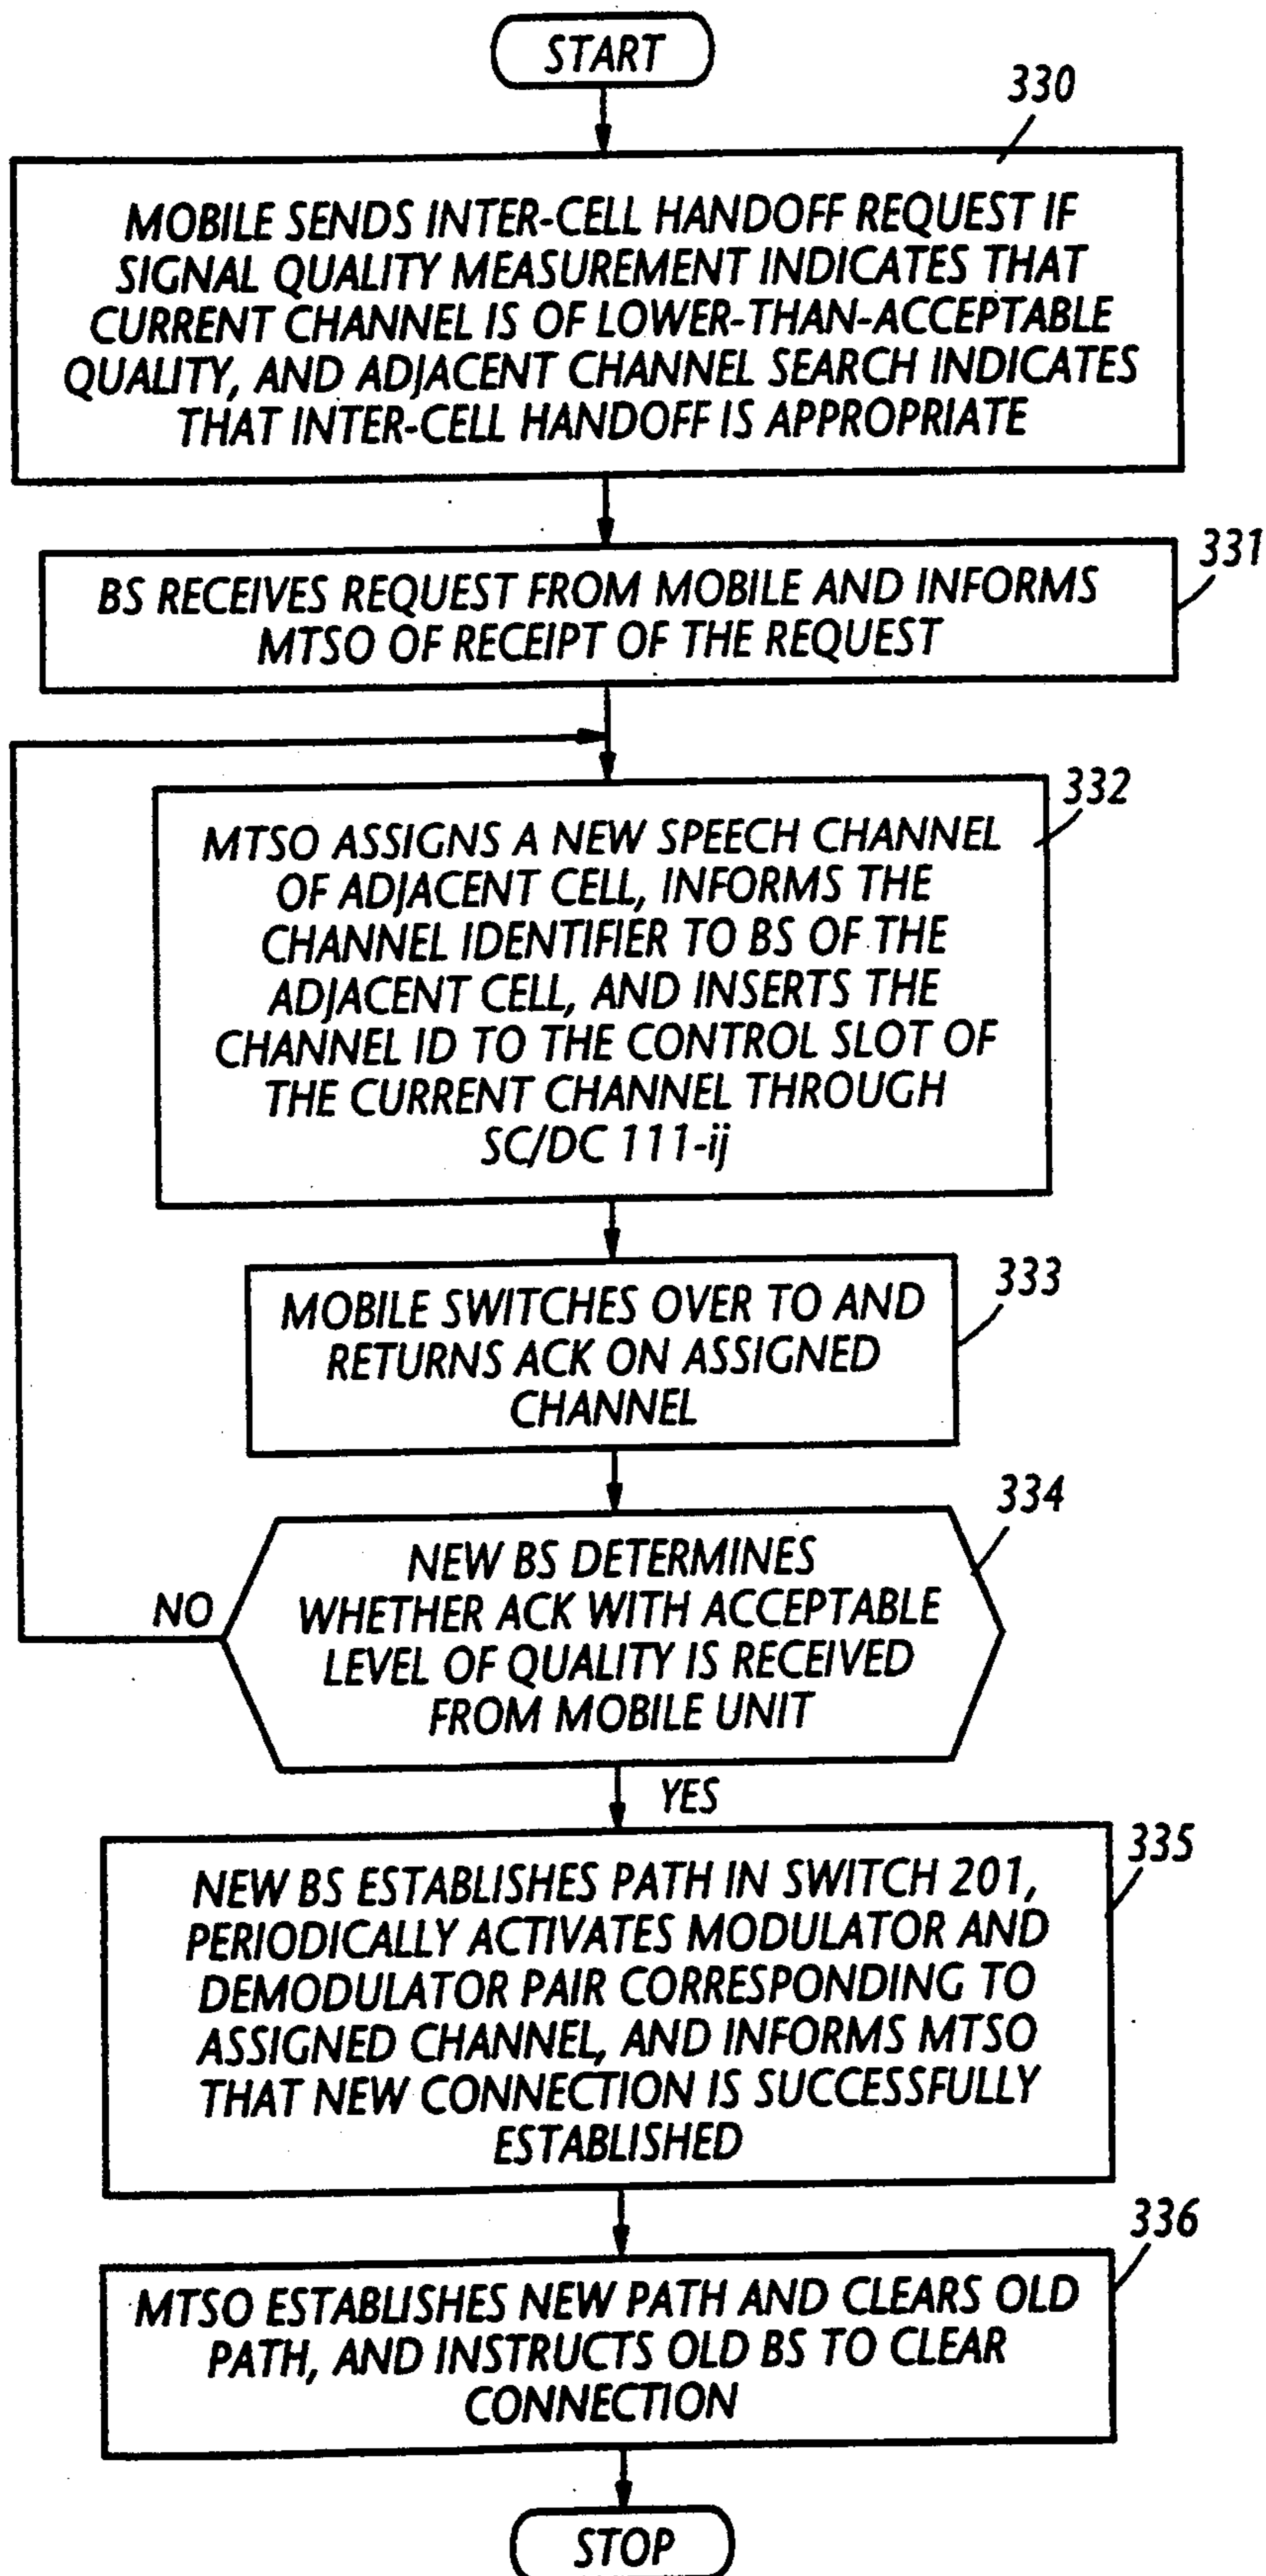 START
330
MOBILE SENDS INTER-CELL HANDOFF REQUEST IF
SIGNAL QUALITY MEASUREMENT INDICATES THAT
CURRENT CHANNEL IS OF LOWER-THAN-ACCEPTABLE
QUALITY, AND ADJACENT CHANNEL SEARCH INDICATES
THAT INTER-CELL HANDOFF IS APPROPRIATE
331
BS RECEIVES REQUEST FROM MOBILE AND INFORMS
MTSO OF RECEIPT OF THE REQUEST
332
MTSO ASSIGNS A NEW SPEECH CHANNEL
OF ADJACENT CELL, INFORMS THE
CHANNEL IDENTIFIER TO BS OF THE
ADJACENT CELL, AND INSERTS THE
CHANNEL ID TO THE CONTROL SLOT OF
THE CURRENT CHANNEL THROUGH
SC/DC 111-ij
333
MOBILE SWITCHES OVER TO AND
RETURNS ACK ON ASSIGNED
CHANNEL
334
NEW BS DETERMINES
WHETHER ACK WITH ACCEPTABLE
LEVEL OF QUALITY IS RECEIVED
FROM MOBILE UNIT
NO
YES
335
NEW BS ESTABLISHES PATH IN SWITCH 201,
PERIODICALLY ACTIVATES MODULATOR AND
DEMODULATOR PAIR CORRESPONDING TO
ASSIGNED CHANNEL, AND INFORMS MTSO
THAT NEW CONNECTION IS SUCCESSFULLY
ESTABLISHED
336
MTSO ESTABLISHES NEW PATH AND CLEARS OLD
PATH, AND INSTRUCTS OLD BS TO CLEAR
CONNECTION
STOP